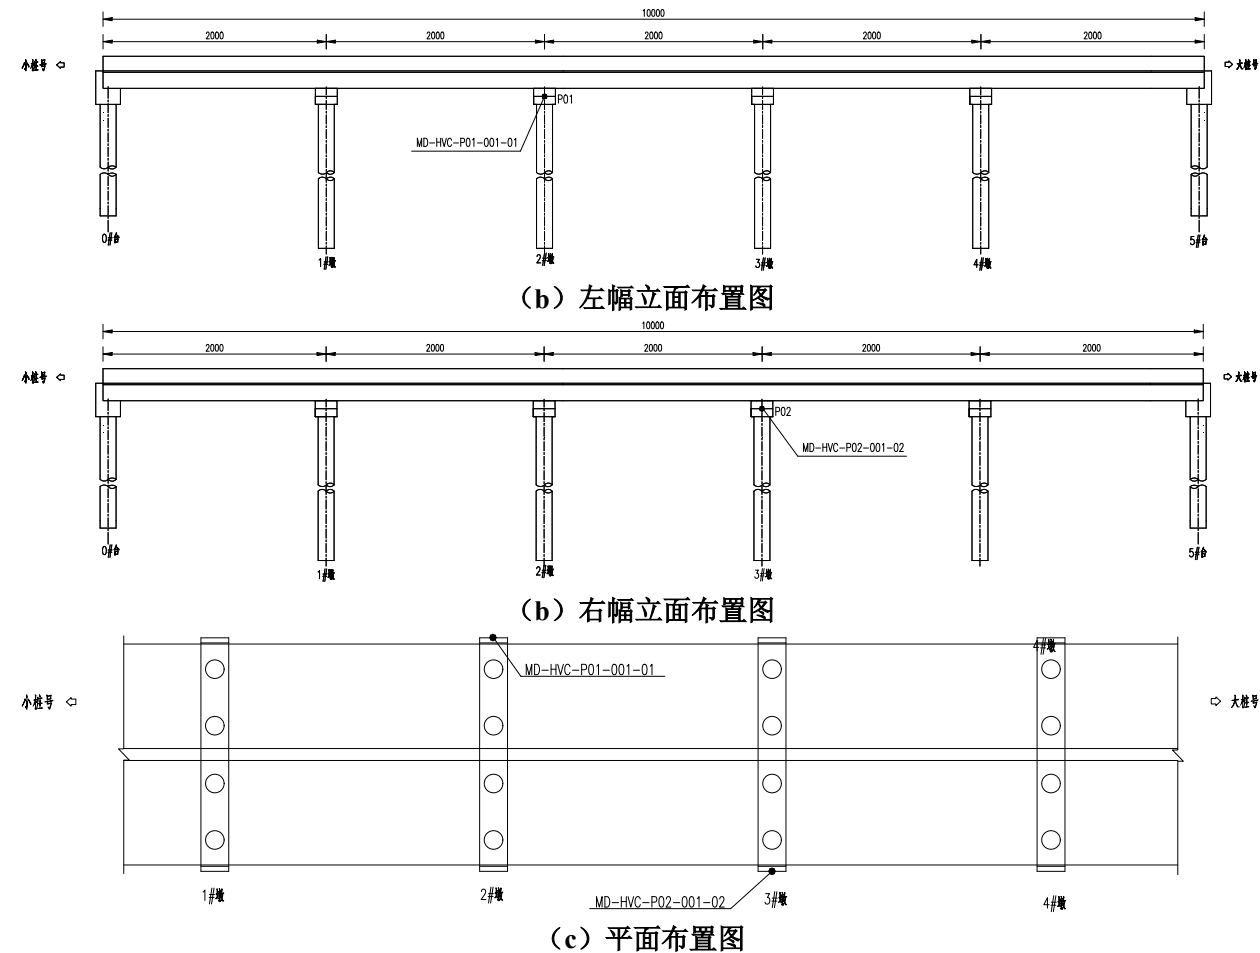 10000
2000 2000 2000 2000 2000
小桩号 大桩号
P01
MD-HVC-P01-001-01
0#台 1#墩 2#墩 3#墩 4#墩 5#台
（b）左幅立面布置图
10000
2000 2000 2000 2000 2000
小桩号 大桩号
P02
MD-HVC-P02-001-02
0#台 1#墩 2#墩 3#墩 5#台
（b）右幅立面布置图
4#墩
MD-HVC-P01-001-01
小桩号 大桩号
1#墩 2#墩 3#墩 4#墩
MD-HVC-P02-001-02
（c）平面布置图